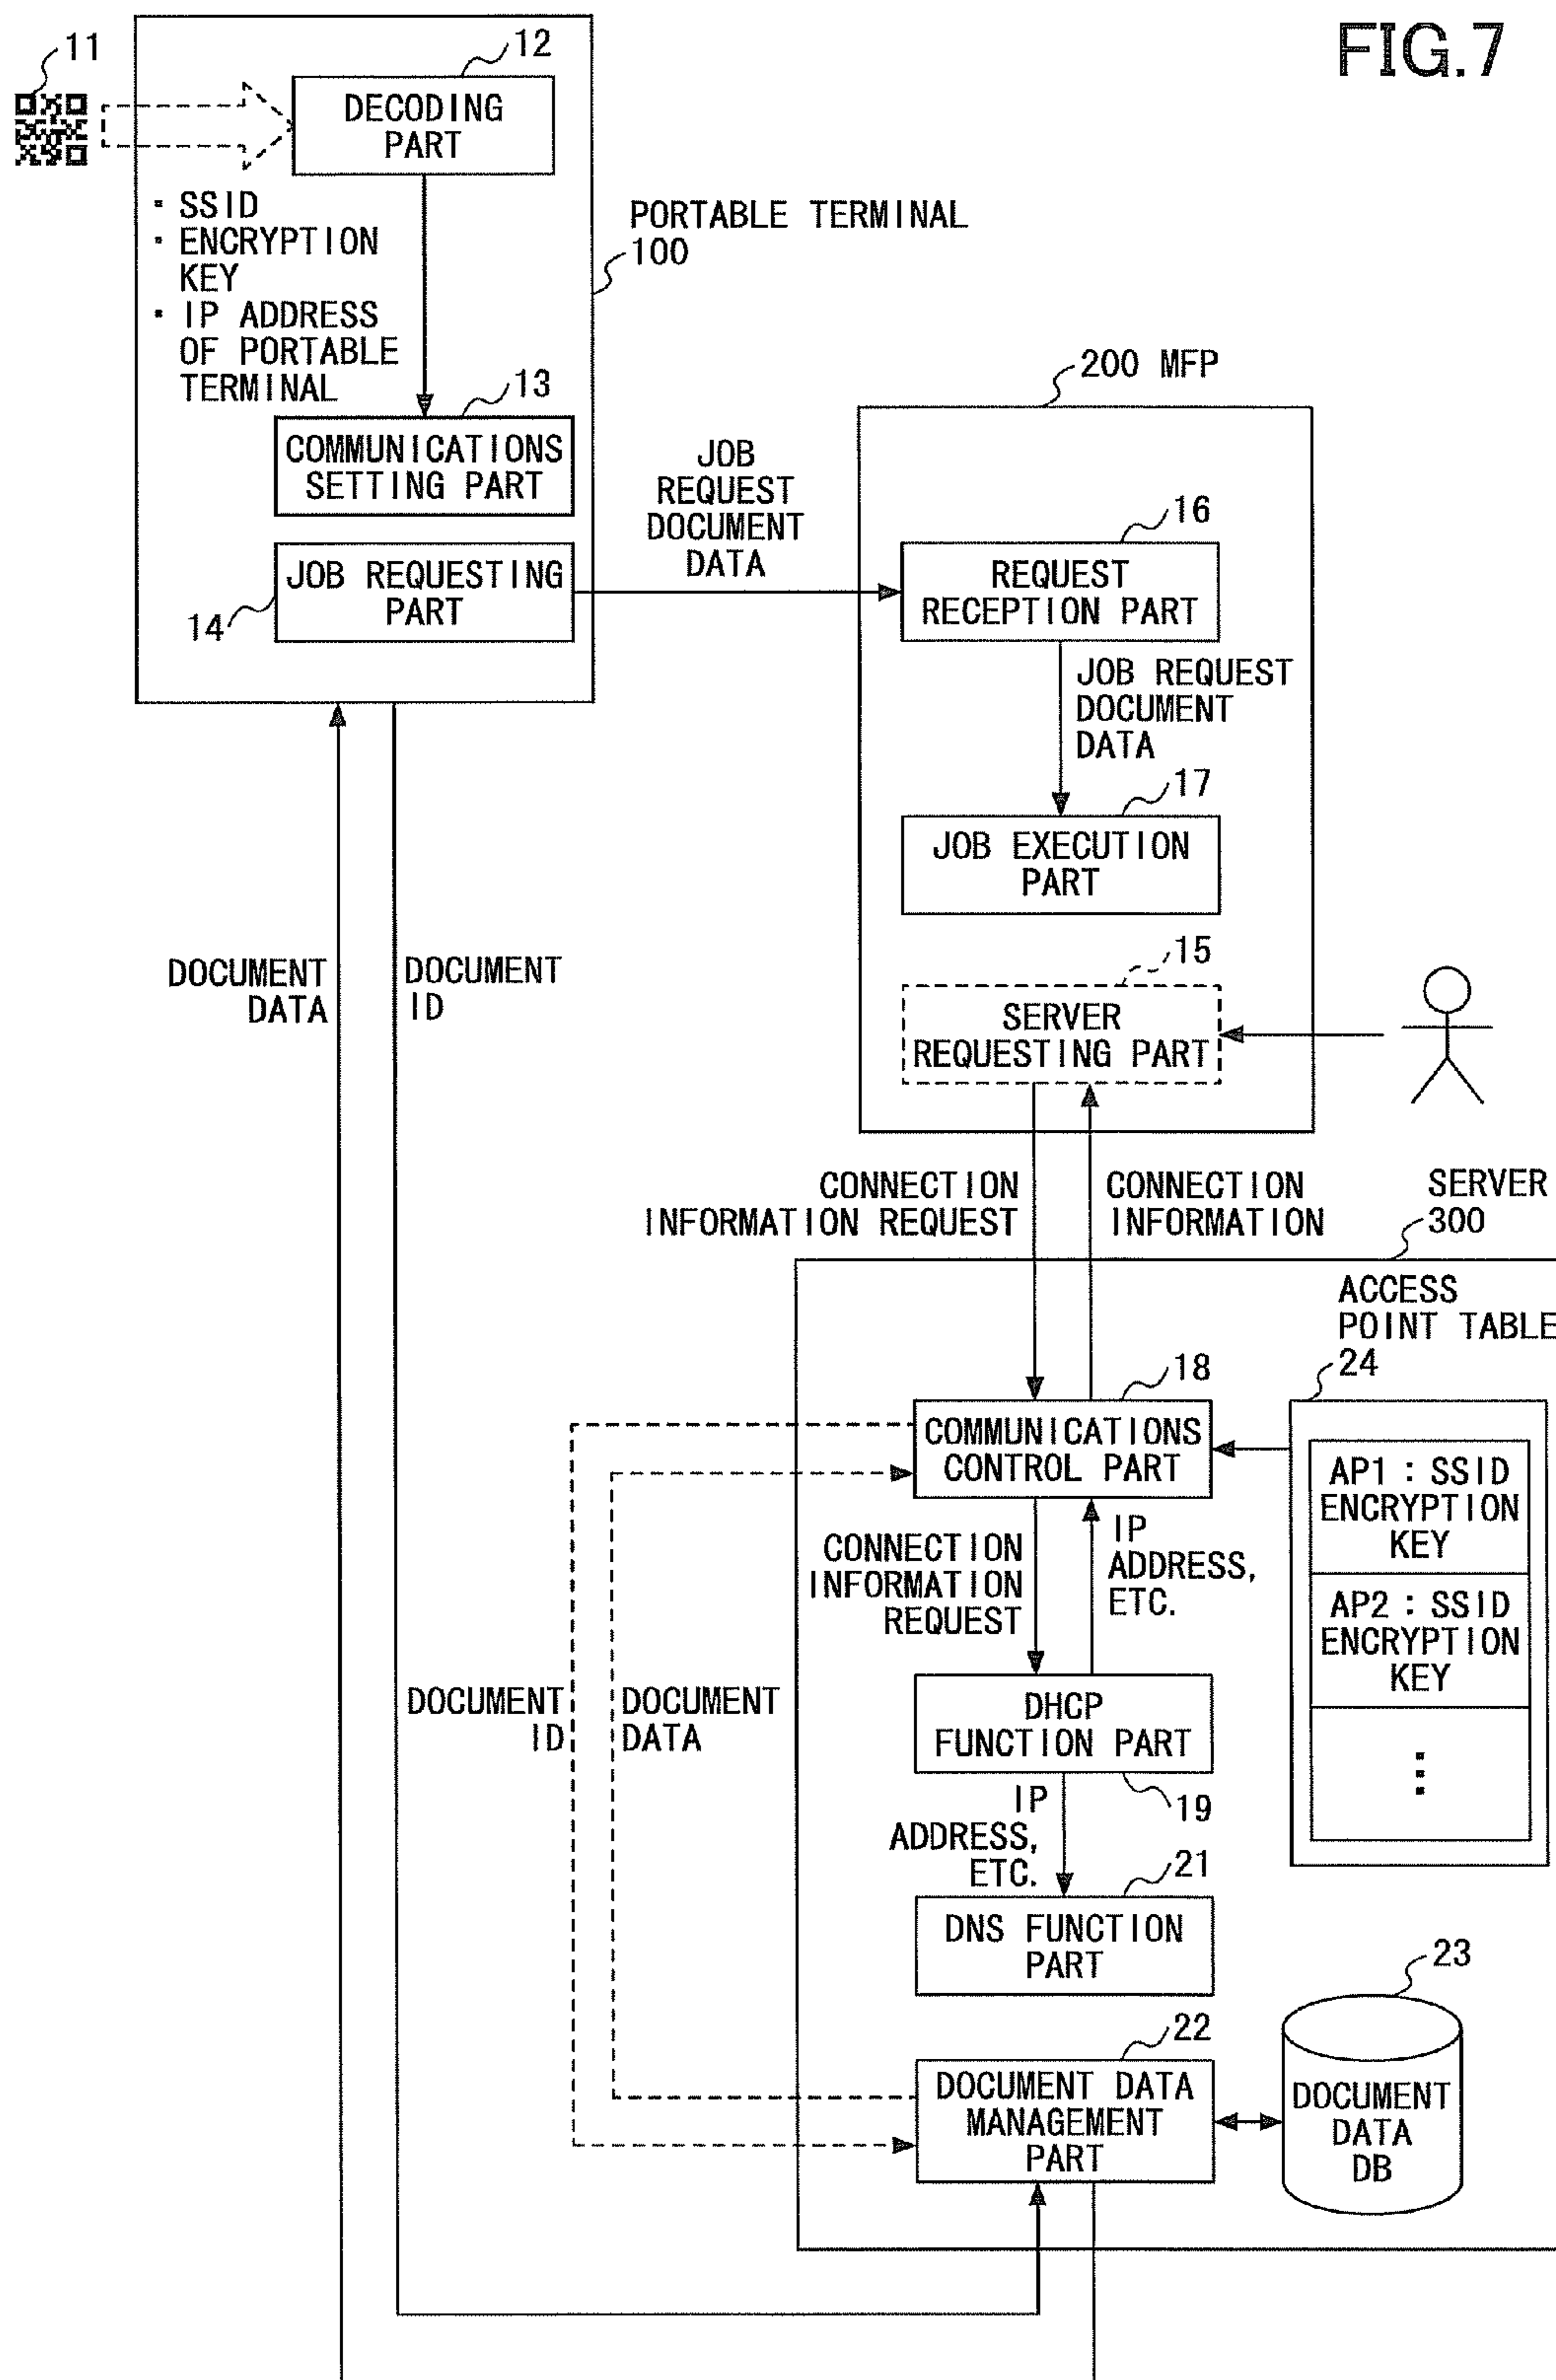 FIG.7
11
12
DECODING
PART
▪ SSID
▪ ENCRYPTION
KEY
▪ IP ADDRESS
OF PORTABLE
TERMINAL
PORTABLE TERMINAL
100
13
COMMUNICATIONS
SETTING PART
JOB REQUESTING
PART
14
JOB
REQUEST
DOCUMENT
DATA
200 MFP
16
REQUEST
RECEPTION PART
JOB REQUEST
DOCUMENT
DATA
17
JOB EXECUTION
PART
15
SERVER
REQUESTING PART
DOCUMENT
DATA
DOCUMENT
ID
CONNECTION
INFORMATION REQUEST
CONNECTION
INFORMATION
SERVER
300
ACCESS
POINT TABLE
24
AP1 : SSID
ENCRYPTION
KEY
AP2 : SSID
ENCRYPTION
KEY
18
COMMUNICATIONS
CONTROL PART
CONNECTION
INFORMATION
REQUEST
IP
ADDRESS,
ETC.
DOCUMENT
ID
DOCUMENT
DATA
DHCP
FUNCTION PART
19
IP
ADDRESS,
ETC.
21
DNS FUNCTION
PART
22
DOCUMENT DATA
MANAGEMENT
PART
23
DOCUMENT
DATA
DB